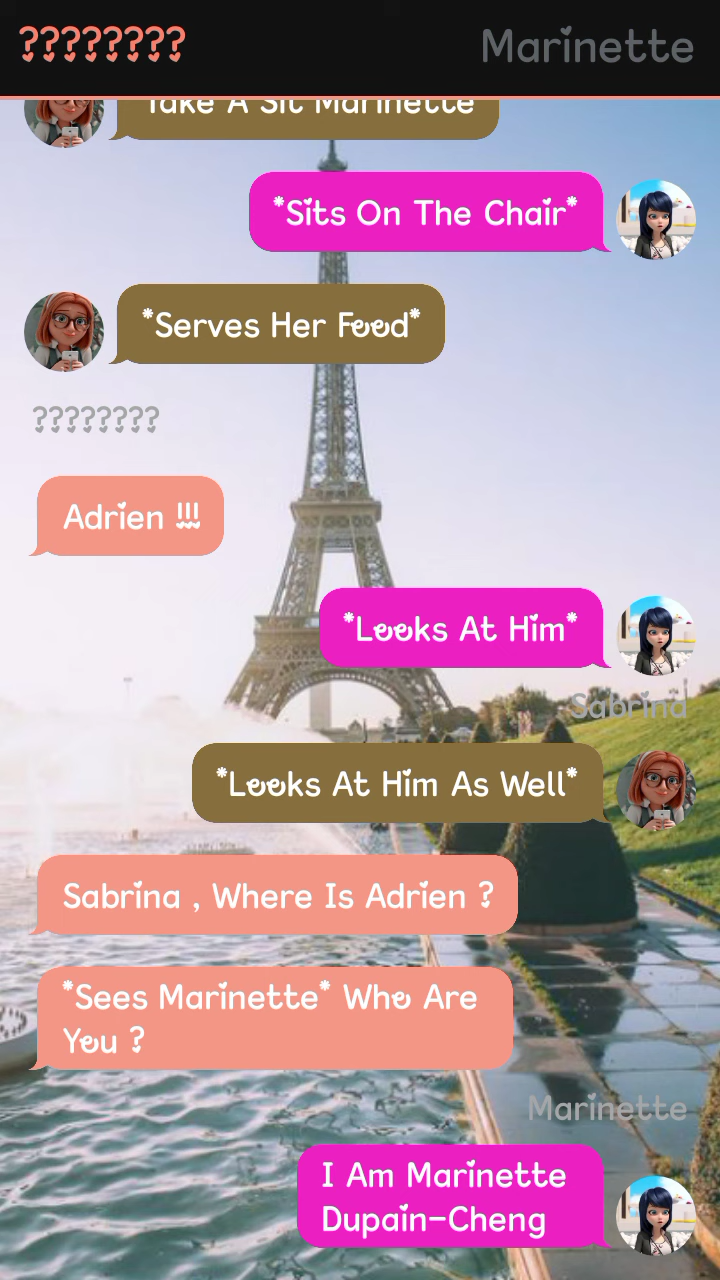 ????????
Marinette
Take A Sit Marinette
*Sits On The Chair*
*Serves Her Food*
????????
Adrien !!!
*Looks At Him*
Sabrina
*Looks At Him As Well*
Sabrina , Where Is Adrien ?
*Sees Marinette* Who Are
You ?
Marinette
I Am Marinette
Dupain-Cheng